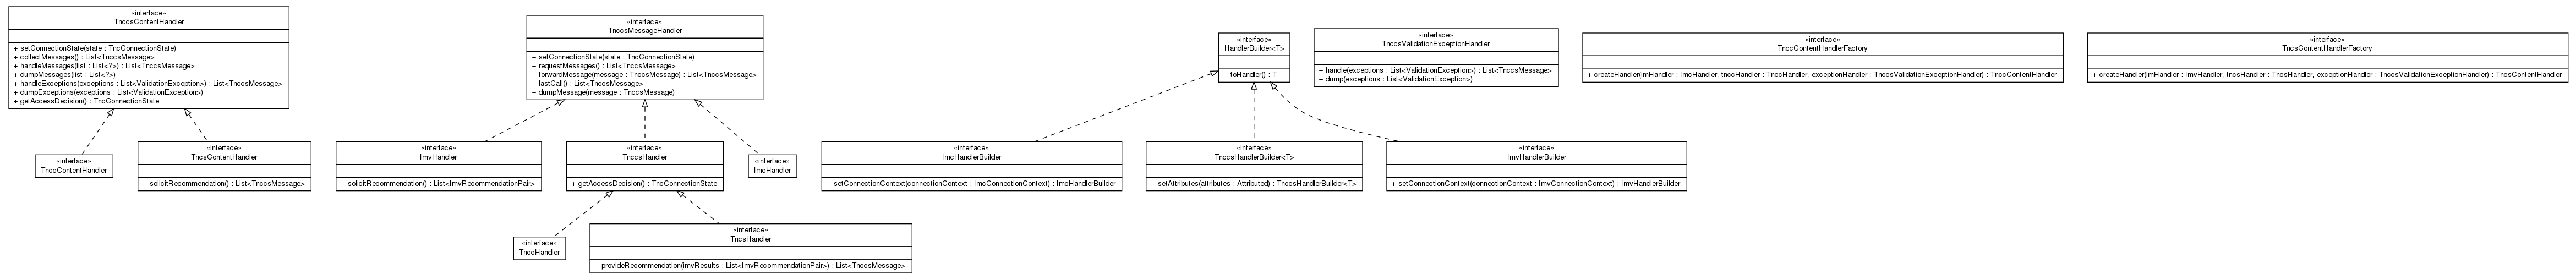 «interface»
TnccsContentHandler
+ setConnectionState(state : TncConnectionState)
+ collectMessages() : List<TnccsMessage>
+ handleMessages(list : List<?>) : List<TnccsMessage>
+ dumpMessages(list : List<?>)
+ handleExceptions(exceptions : List<ValidationException>) : List<TnccsMessage>
+ dumpExceptions(exceptions : List<ValidationException>)
+ getAccessDecision() : TncConnectionState
«interface»
TnccsMessageHandler
+ setConnectionState(state : TncConnectionState)
+ requestMessages() : List<TnccsMessage>
+ forwardMessage(message : TnccsMessage) : List<TnccsMessage>
+ lastCall() : List<TnccsMessage>
+ dumpMessage(message : TnccsMessage)
«interface»
HandlerBuilder<T>
+ toHandler() : T
«interface»
TnccsValidationExceptionHandler
+ handle(exceptions : List<ValidationException>) : List<TnccsMessage>
+ dump(exceptions : List<ValidationException>)
«interface»
TnccContentHandlerFactory
+ createHandler(imHandler : ImcHandler, tnccHandler : TnccHandler, exceptionHandler : TnccsValidationExceptionHandler) : TnccContentHandler
«interface»
TncsContentHandlerFactory
+ createHandler(imHandler : ImvHandler, tncsHandler : TncsHandler, exceptionHandler : TnccsValidationExceptionHandler) : TncsContentHandler
«interface»
TnccContentHandler
«interface»
TncsContentHandler
+ solicitRecommendation() : List<TnccsMessage>
«interface»
ImvHandler
+ solicitRecommendation() : List<ImvRecommendationPair>
«interface»
TnccsHandler
+ getAccessDecision() : TncConnectionState
«interface»
ImcHandler
«interface»
ImcHandlerBuilder
+ setConnectionContext(connectionContext : ImcConnectionContext) : ImcHandlerBuilder
«interface»
TnccsHandlerBuilder<T>
+ setAttributes(attributes : Attributed) : TnccsHandlerBuilder<T>
«interface»
ImvHandlerBuilder
+ setConnectionContext(connectionContext : ImvConnectionContext) : ImvHandlerBuilder
«interface»
TnccHandler
«interface»
TncsHandler
+ provideRecommendation(imvResults : List<ImvRecommendationPair>) : List<TnccsMessage>